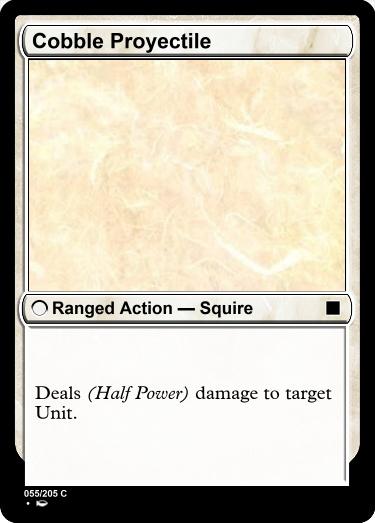 Cobble Proyectile
Ranged Action — Squire
Deals (Half Power) damage to target
Unit.
055/205 C